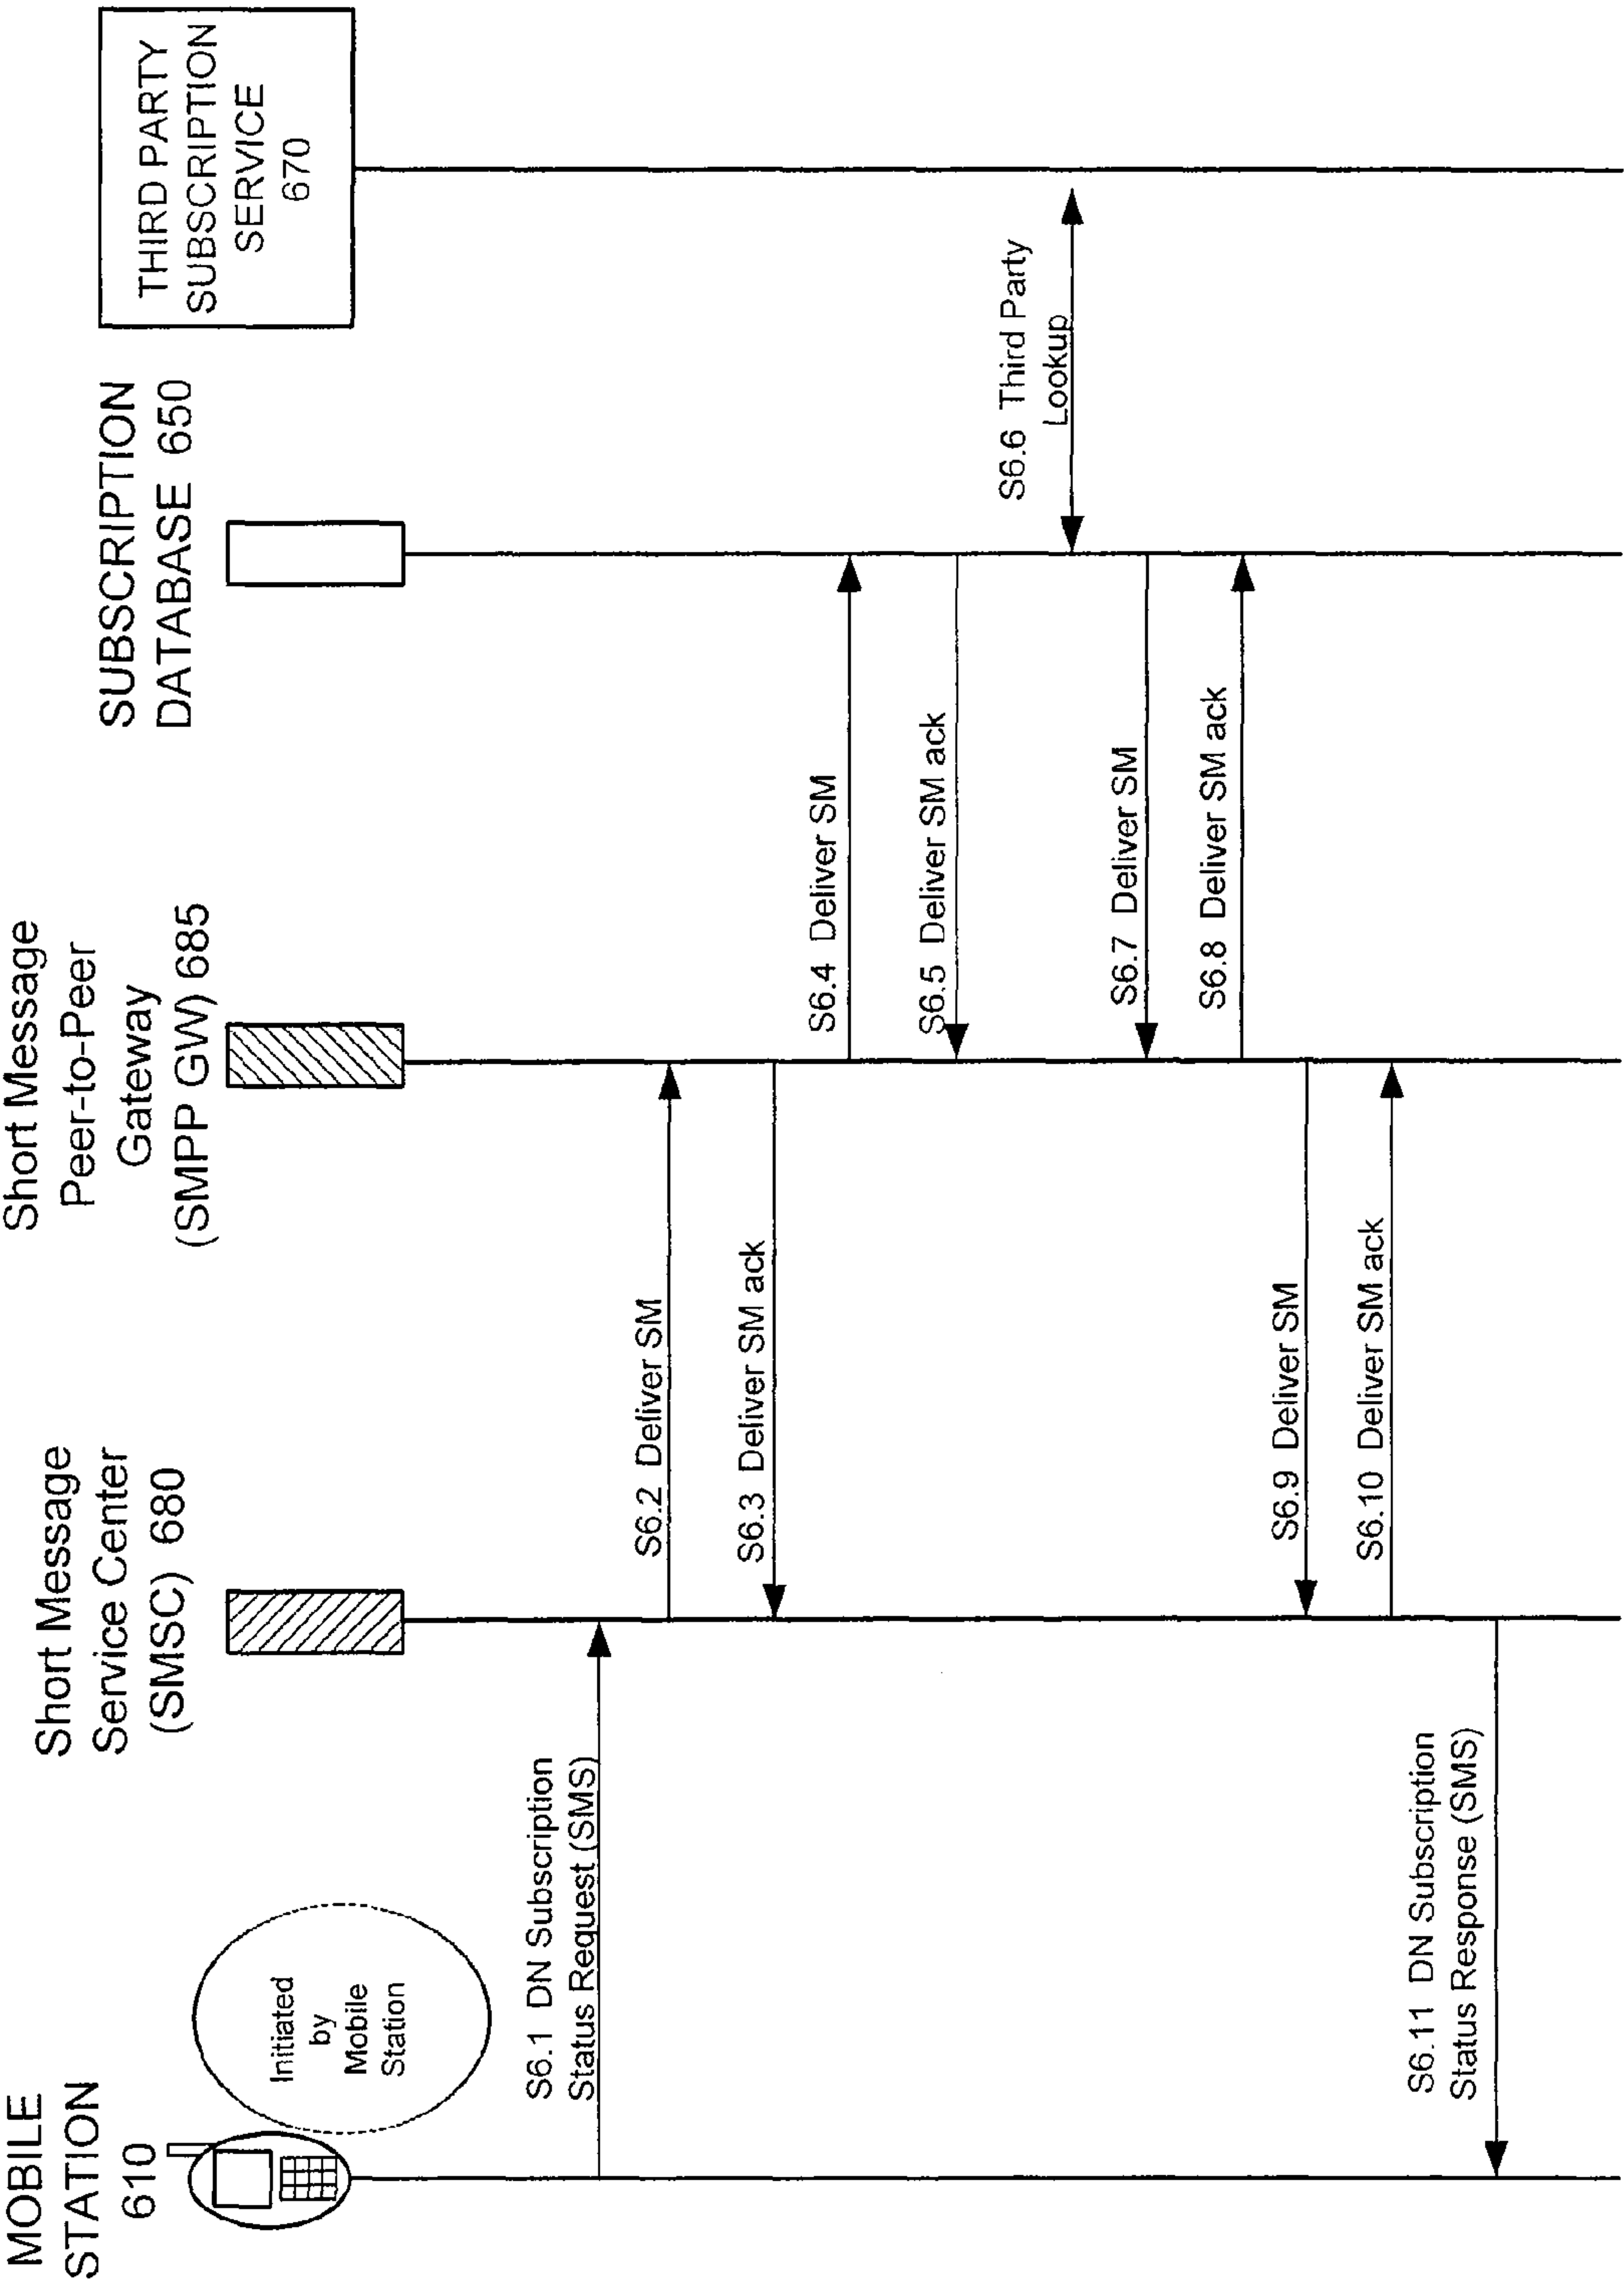 MOBILE
STATION
610
Initiated
by
Mobile
Station
Short Message
Service Center
(SMSC) 680
Short Message
Peer-to-Peer
Gateway
(SMPP GW) 685
SUBSCRIPTION
DATABASE 650
THIRD PARTY
SUBSCRIPTION
SERVICE
670
S6.1 DN Subscription
Status Request (SMS)
S6.2 Deliver SM
S6.3 Deliver SM ack
S6.4 Deliver SM
S6.5 Deliver SM ack
S6.6 Third Party
Lookup
S6.7 Deliver SM
S6.8 Deliver SM ack
S6.9 Deliver SM
S6.10 Deliver SM ack
S6.11 DN Subscription
Status Response (SMS)